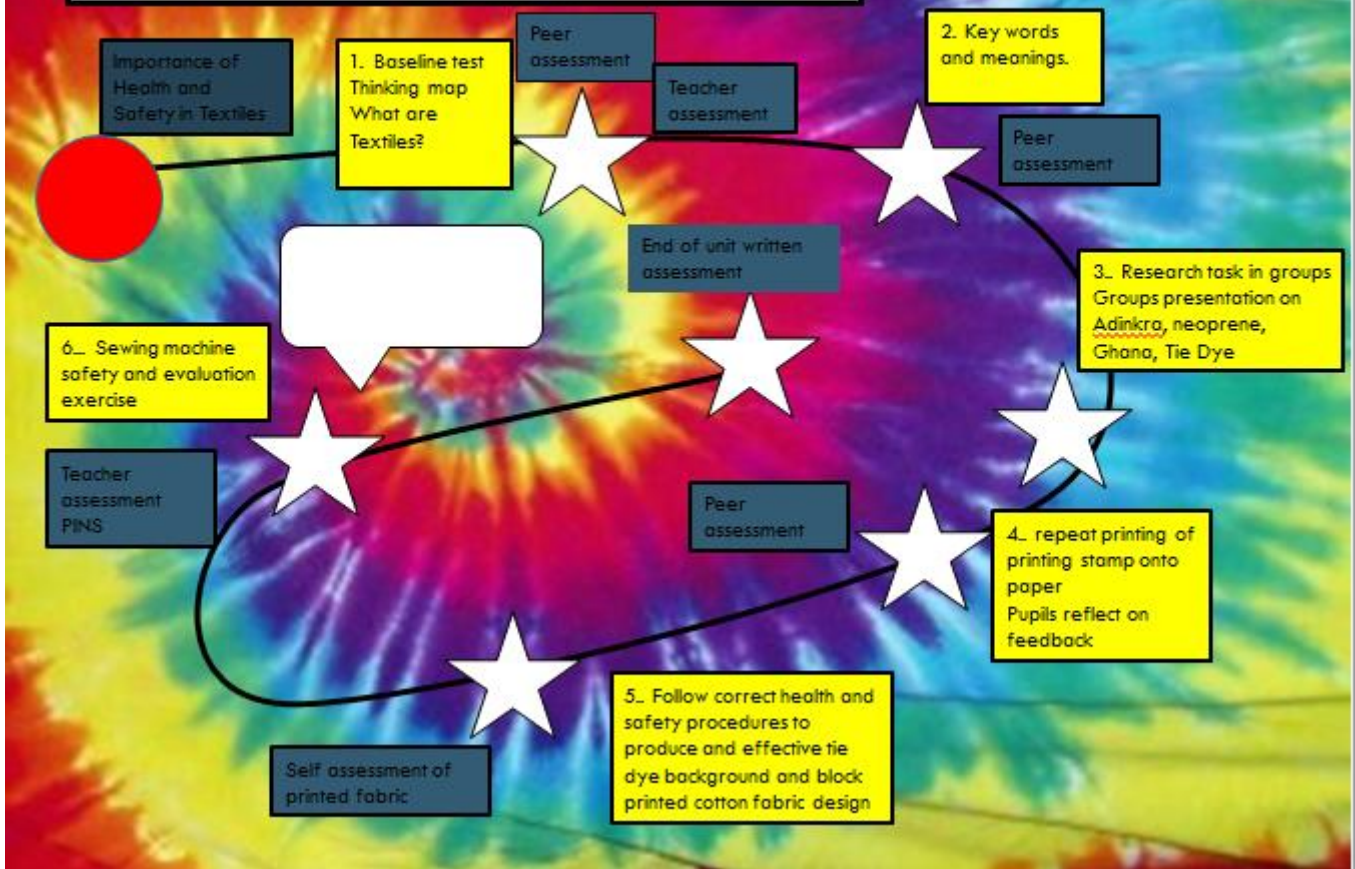 Importance of
Health and
Safety in Textiles
1. Baseline test
Thinking map
What are
Textiles?
Peer
assessment
Teacher
assessment
2. Key words
and meanings.
Peer
assessment
End of unit written
assessment
3.. Research task in groups
Groups presentation on
Adinkra, neoprene,
Ghana, Tie Dye
6... Sewing machine
safety and evaluation
exercise
Teacher
assessment
PINS
Peer
assessment
4.. repeat printing of
printing stamp onto
paper
Pupils reflect on
feedback
5.. Follow correct health and
safety procedures to
produce and effective tie
dye background and block
printed cotton fabric design
Self assessment of
printed fabric